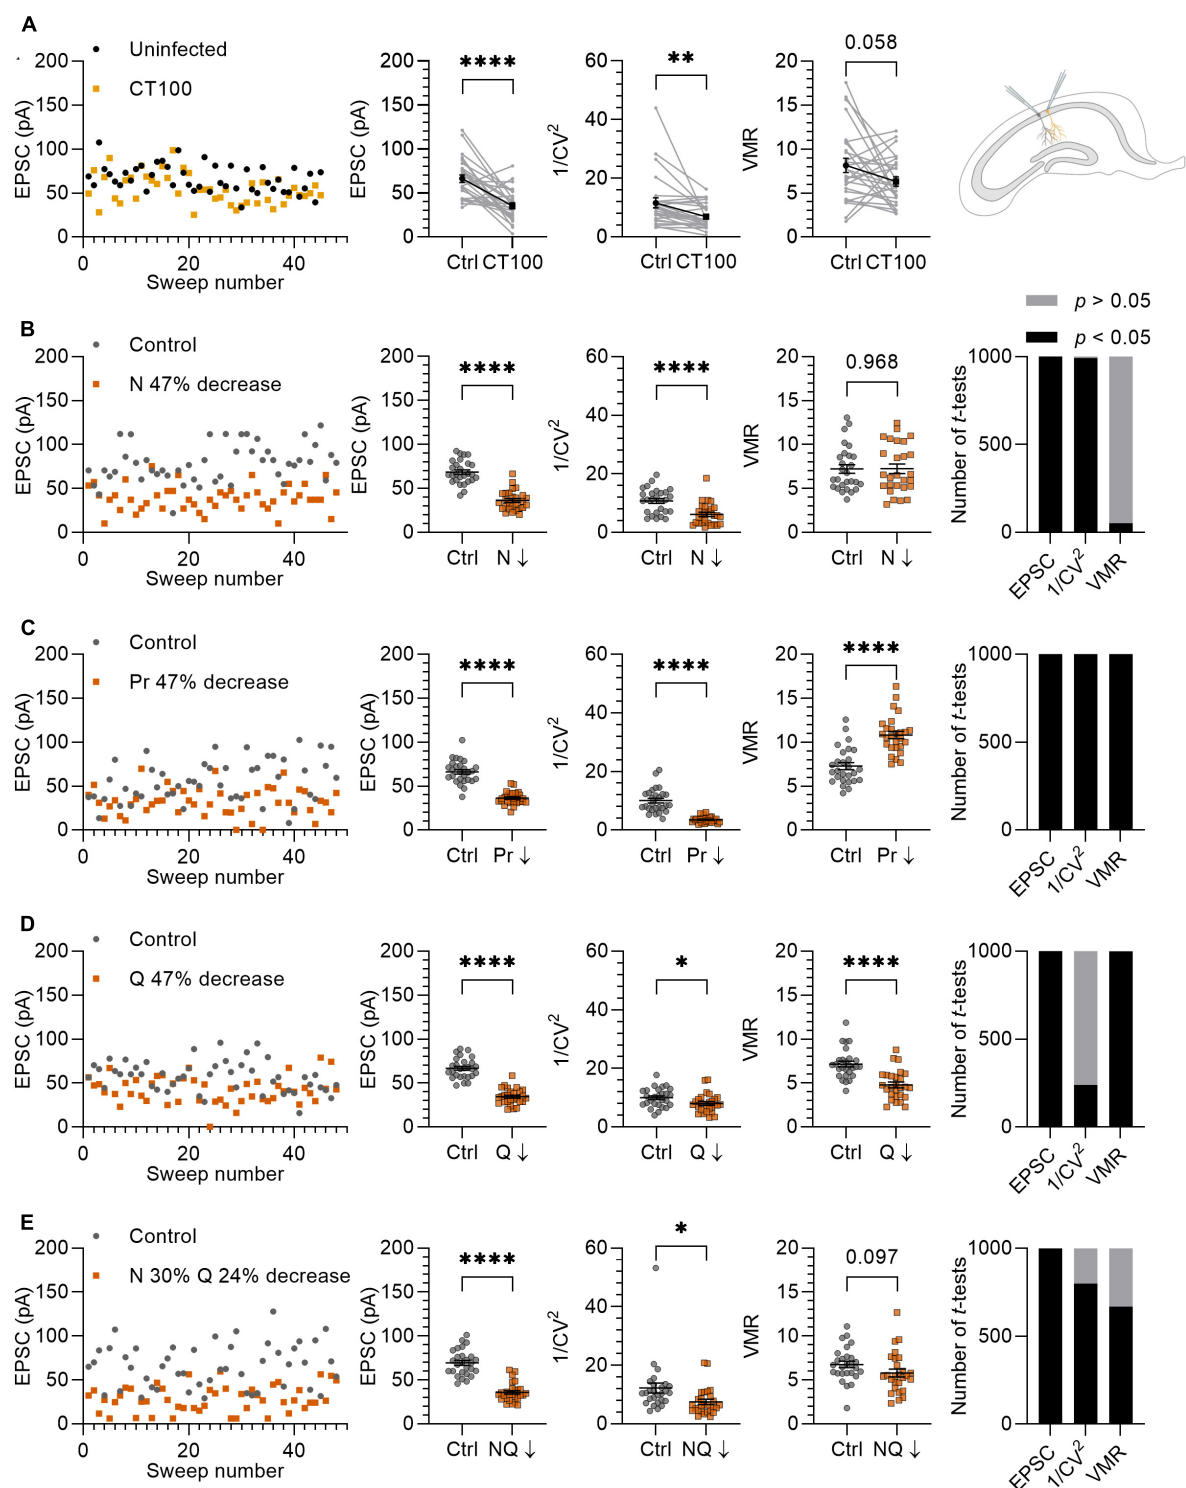 A
Uninfected
CT100
EPSC (pA)
200
150
100
50
0
0 20 40
Sweep number
EPSC (pA)
200
150
100
50
0
****
Ctrl CT100
1/CV²
60
40
20
0
**
Ctrl CT100
VMR
20
15
10
5
0
0.058
Ctrl CT100
p > 0.05
p < 0.05
B
Control
N 47% decrease
EPSC (pA)
200
150
100
50
0
0 20 40
Sweep number
EPSC (pA)
200
150
100
50
0
****
Ctrl N ↓
1/CV²
60
40
20
0
****
Ctrl N ↓
VMR
20
15
10
5
0
0.968
Ctrl N ↓
Number of t-tests
1000
500
0
EPSC
1/CV²
VMR
C
Control
Pr 47% decrease
EPSC (pA)
200
150
100
50
0
0 20 40
Sweep number
EPSC (pA)
200
150
100
50
0
****
Ctrl Pr ↓
1/CV²
60
40
20
0
****
Ctrl Pr ↓
VMR
20
15
10
5
0
****
Ctrl Pr ↓
Number of t-tests
1000
500
0
EPSC
1/CV²
VMR
D
Control
Q 47% decrease
EPSC (pA)
200
150
100
50
0
0 20 40
Sweep number
EPSC (pA)
200
150
100
50
0
****
Ctrl Q ↓
1/CV²
60
40
20
0
*
Ctrl Q ↓
VMR
20
15
10
5
0
****
Ctrl Q ↓
Number of t-tests
1000
500
0
EPSC
1/CV²
VMR
E
Control
N 30% Q 24% decrease
EPSC (pA)
200
150
100
50
0
0 20 40
Sweep number
EPSC (pA)
200
150
100
50
0
****
Ctrl NQ ↓
1/CV²
60
40
20
0
*
Ctrl NQ ↓
VMR
20
15
10
5
0
0.097
Ctrl NQ ↓
Number of t-tests
1000
500
0
EPSC
1/CV²
VMR